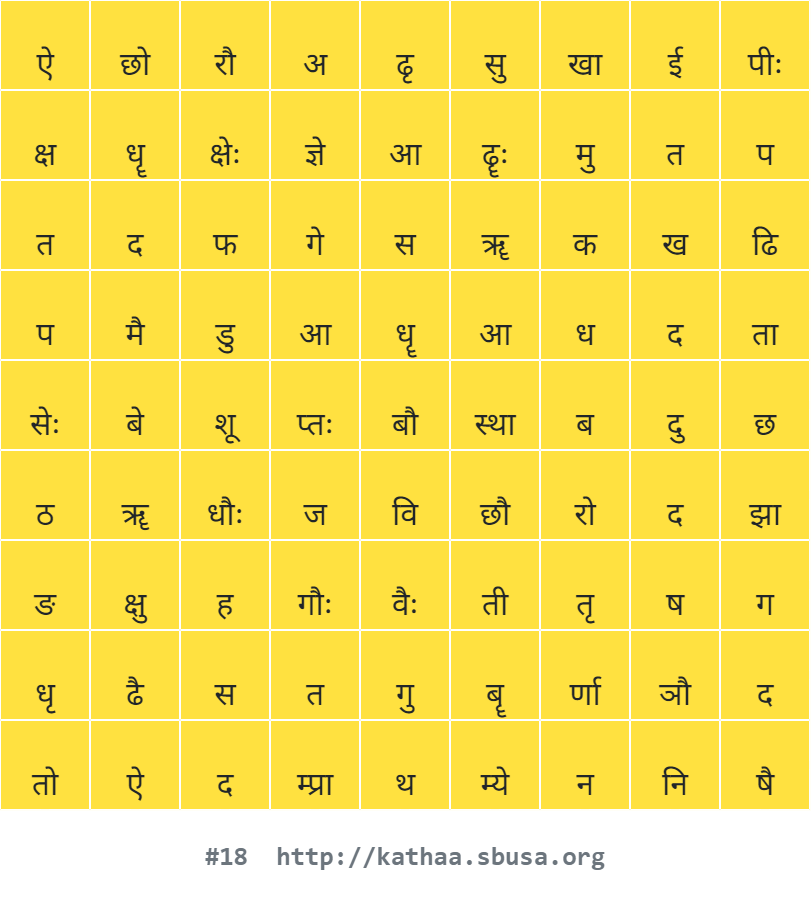 ऐ छो रौ अ ढृ सु खा ई पीः
क्ष धॄ क्षेः ज्ञे आ ढॄः मु त प
त द फ गे स ॠ क ख ढि
प मै डु आ धॄ आ ध द ता
सेः बे शू प्तः बौ स्था ब दु छ
ठ ॠ धौः ज वि छौ रो द झा
ङ क्षु ह गौः वैः ती तृ ष ग
धृ ढै स त गु बॄ र्णा ञौ द
तो ऐ द म्प्रा थ म्ये न नि षै
#18 http://kathaa.sbusa.org